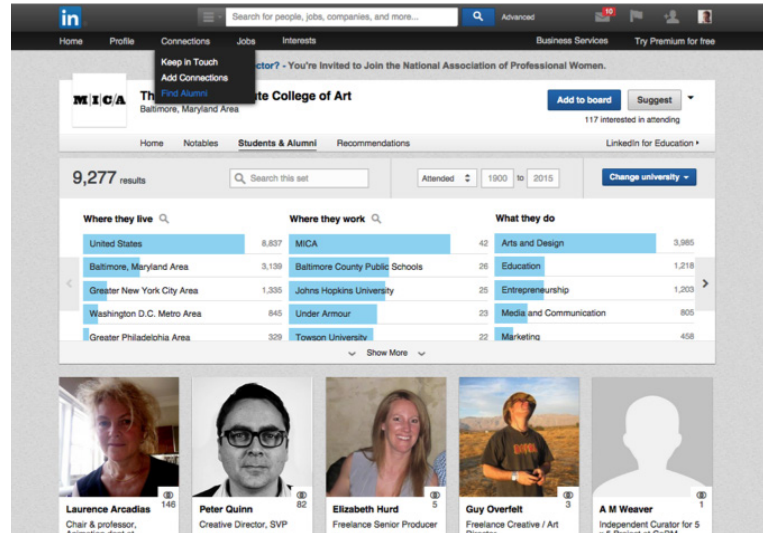 in
Search for people, jobs, companies, and more...
Advanced
10
Home Profile Connections Jobs Interests Business Services Try Premium for free
Keep in Touch
Add Connections
Find Alumni
ctor? - You're Invited to Join the National Association of Professional Women.
M|I|C|A
Th ute College of Art
Baltimore, Maryland Area
Add to board Suggest
117 interested in attending
Home Notables Students & Alumni Recommendations LinkedIn for Education
9,277 results
Search this set
Attended 1900 to 2015
Change university
Where they live Where they work What they do
United States 8,837 MICA 42 Arts and Design 3,985
Baltimore, Maryland Area 3,139 Baltimore County Public Schools 26 Education 1,218
Greater New York City Area 1,335 Johns Hopkins University 25 Entrepreneurship 1,203
Washington D.C. Metro Area 845 Under Armour 23 Media and Communication 805
Greater Philadelphia Area 329 Towson University 22 Marketing 458
Show More
146 82 5 3 1
Laurence Arcadias Peter Quinn Elizabeth Hurd Guy Overfelt A M Weaver
Chair & professor, Creative Director, SVP Freelance Senior Producer Freelance Creative / Art Independent Curator for 5